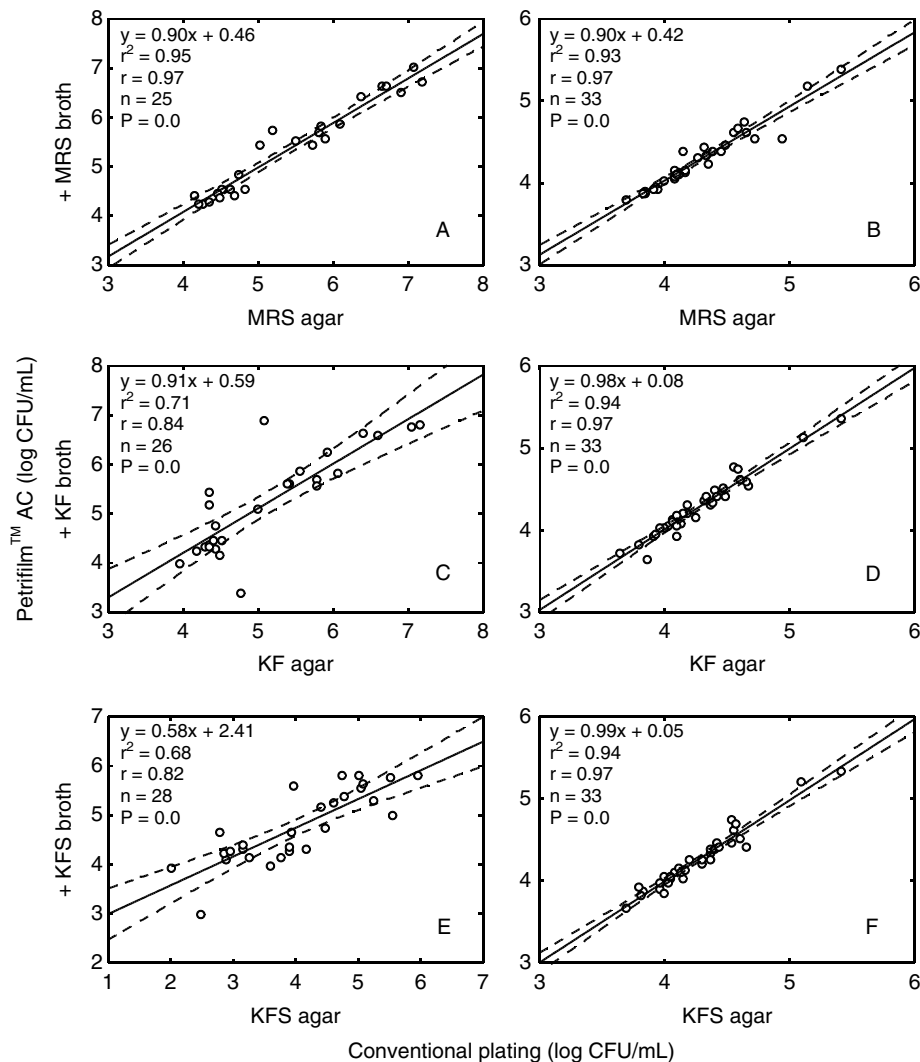 8
7
6
5
4
3
y = 0.90x + 0.46
r² = 0.95
r = 0.97
n = 25
P = 0.0
A
3 4 5 6 7 8
MRS agar
+ MRS broth
6
5
4
3
y = 0.90x + 0.42
r² = 0.93
r = 0.97
n = 33
P = 0.0
B
3 4 5 6
MRS agar
Petrifilm™ AC (log CFU/mL)
+ KF broth
8
7
6
5
4
3
y = 0.91x + 0.59
r² = 0.71
r = 0.84
n = 26
P = 0.0
C
3 4 5 6 7 8
KF agar
6
5
4
3
y = 0.98x + 0.08
r² = 0.94
r = 0.97
n = 33
P = 0.0
D
3 4 5 6
KF agar
+ KFS broth
7
6
5
4
3
2
y = 0.58x + 2.41
r² = 0.68
r = 0.82
n = 28
P = 0.0
E
1 2 3 4 5 6 7
KFS agar
6
5
4
3
y = 0.99x + 0.05
r² = 0.94
r = 0.97
n = 33
P = 0.0
F
3 4 5 6
KFS agar
Conventional plating (log CFU/mL)